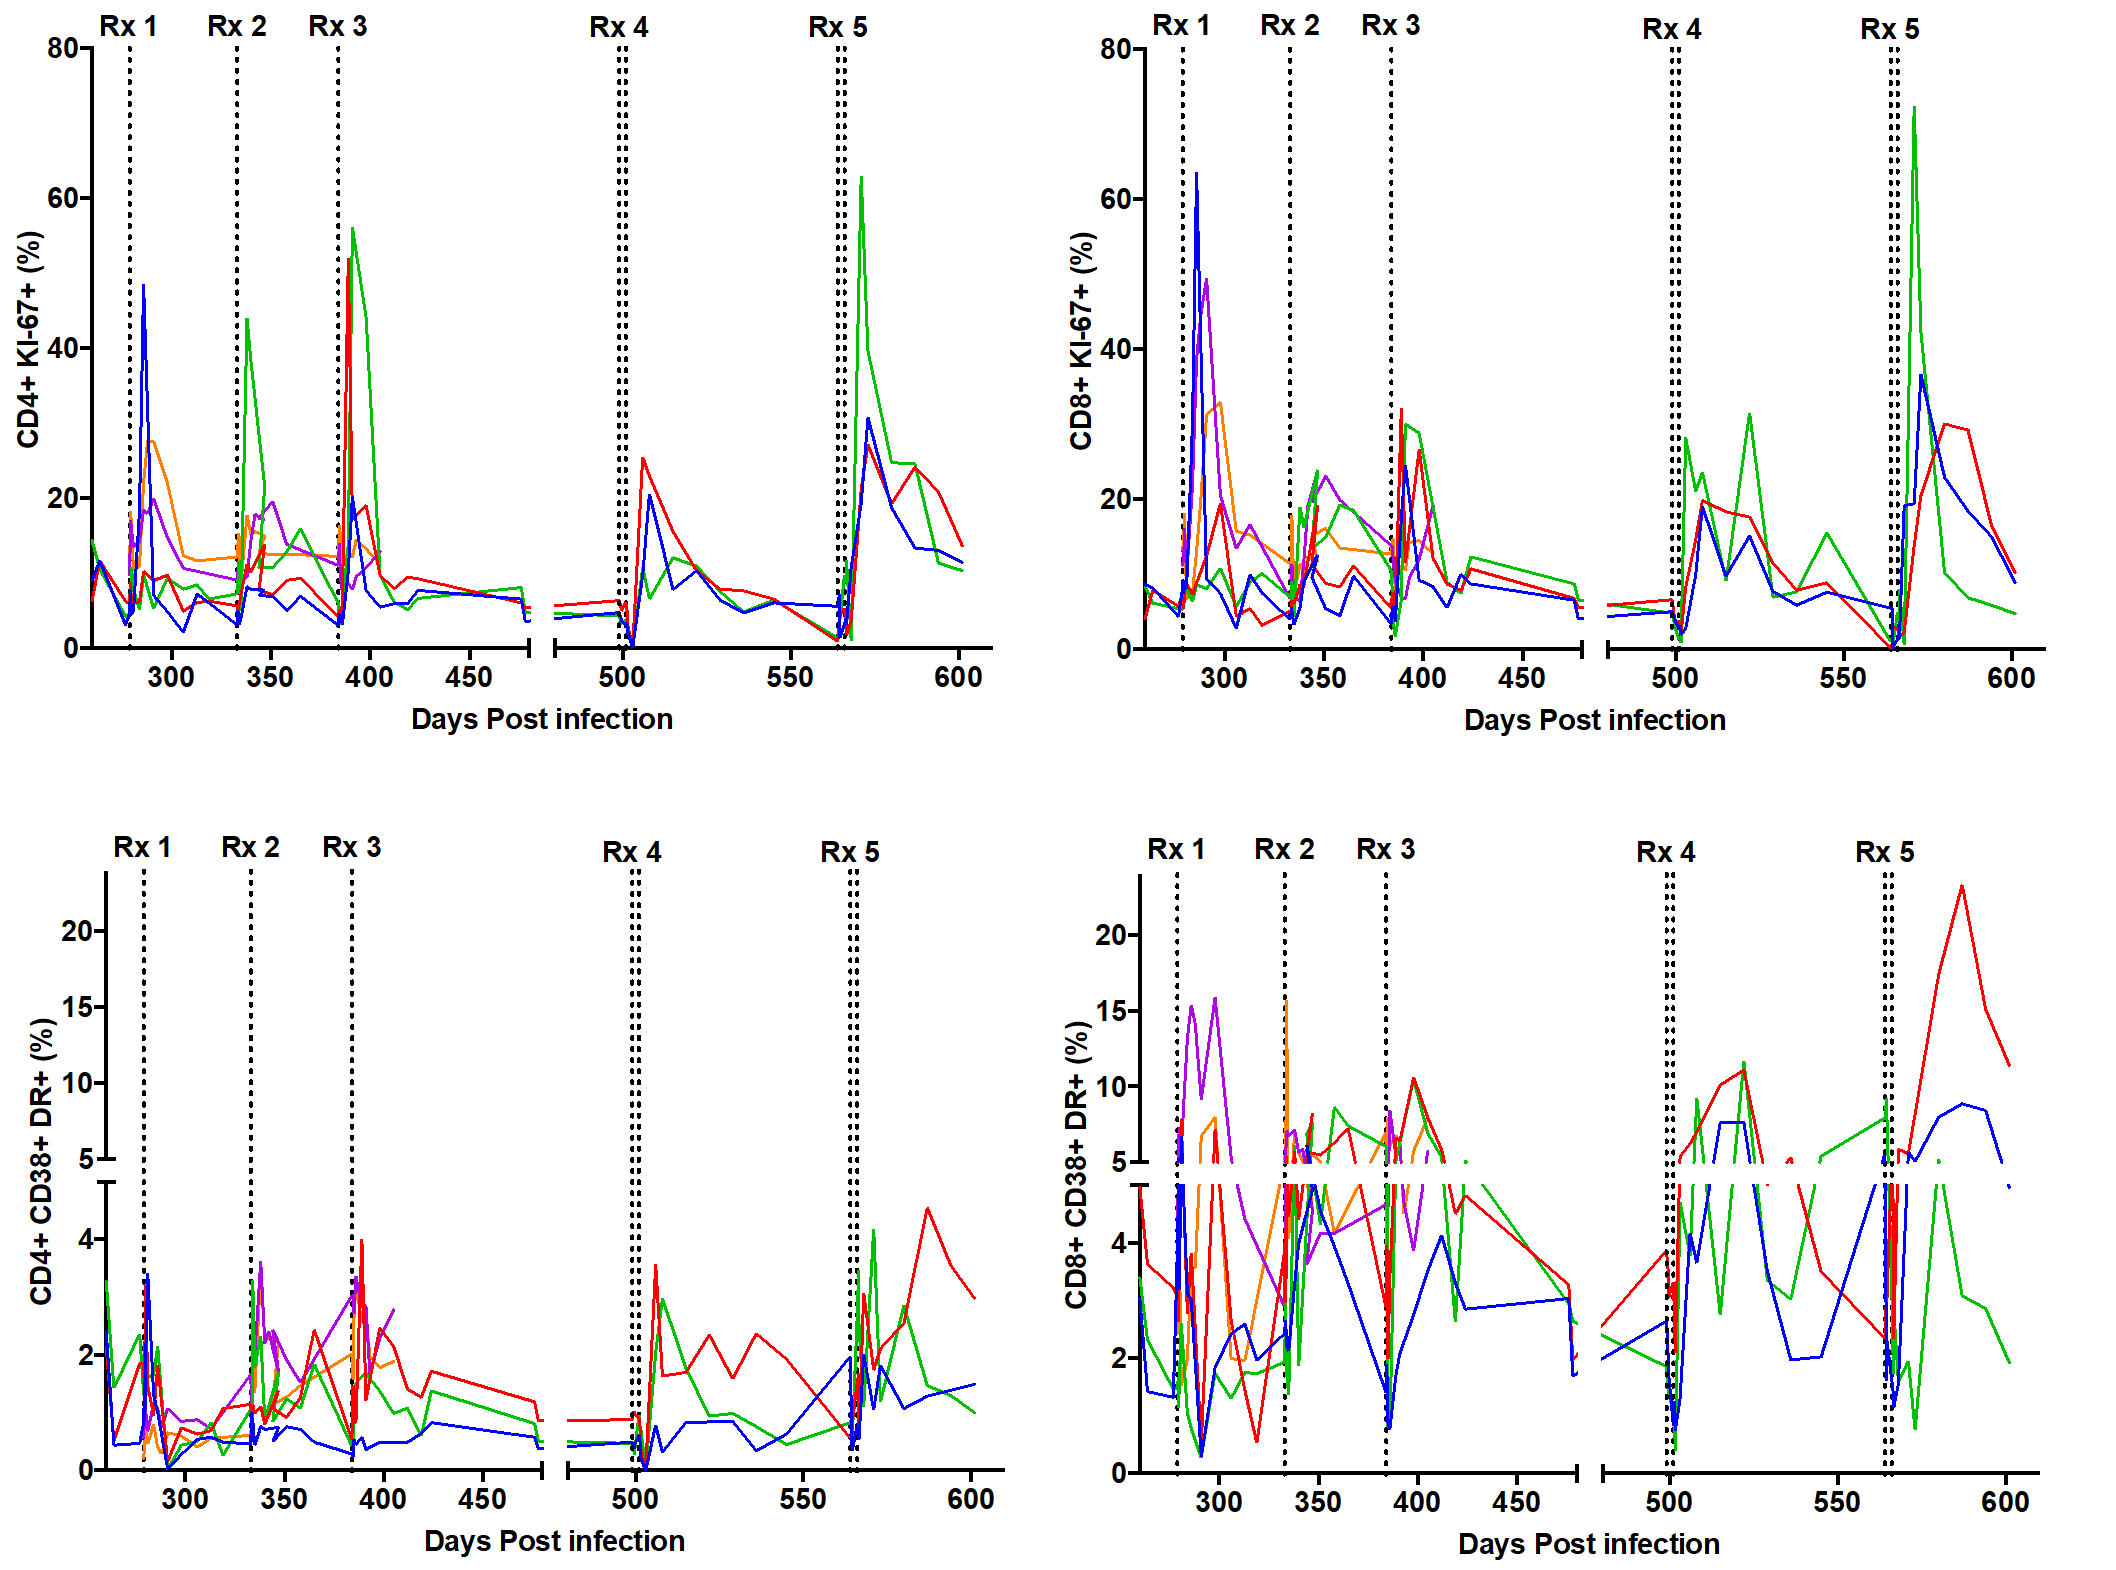 Rx 1 Rx 2 Rx 3 Rx 4 Rx 5
80
60
40
20
0
CD4+ KI-67+ (%)
300 350 400 450 500 550 600
Days Post infection
Rx 1 Rx 2 Rx 3 Rx 4 Rx 5
80
60
40
20
0
CD8+ KI-67+ (%)
300 350 400 450 500 550 600
Days Post infection
Rx 1 Rx 2 Rx 3 Rx 4 Rx 5
20
15
10
5
4
2
0
CD4+ CD38+ DR+ (%)
300 350 400 450 500 550 600
Days Post infection
Rx 1 Rx 2 Rx 3 Rx 4 Rx 5
20
15
10
5
4
2
0
CD8+ CD38+ DR+ (%)
300 350 400 450 500 550 600
Days Post infection